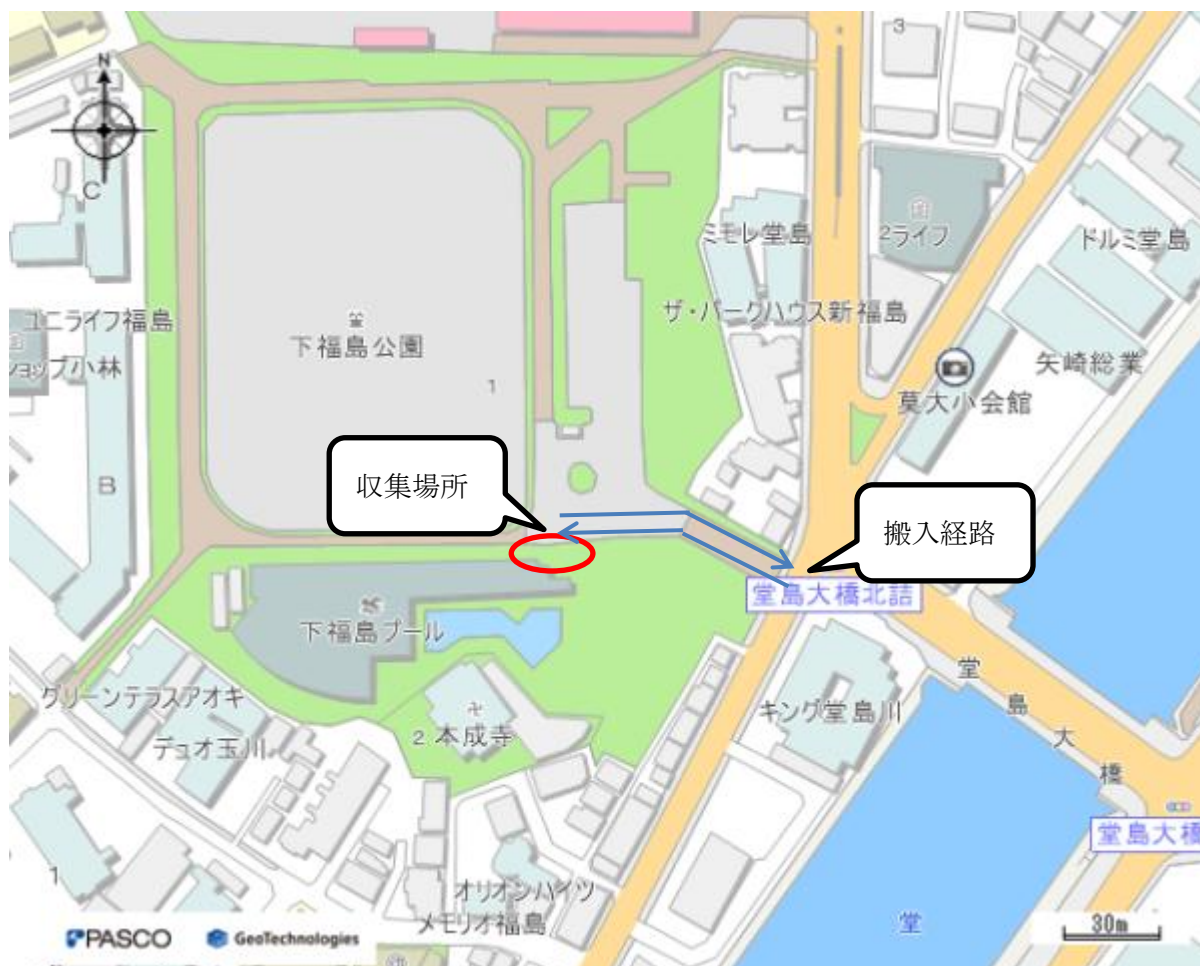 3
N
C
ミモレ堂島
2ライフ
ドルミ堂島
ユニライフ福島
ザ・パークハウス新福島
下福島公園
ョップ小林
矢崎総業
1
莫大小会館
収集場所
B
搬入経路
堂島大橋北詰
下福島プール
堂島大橋
グリーンテラスアオキ
キング堂島川
2 本成寺
デュオ玉川
堂島大橋
1
オリオンハイツ
メモリオ福島
堂
30m
PASCO
GeoTechnologies